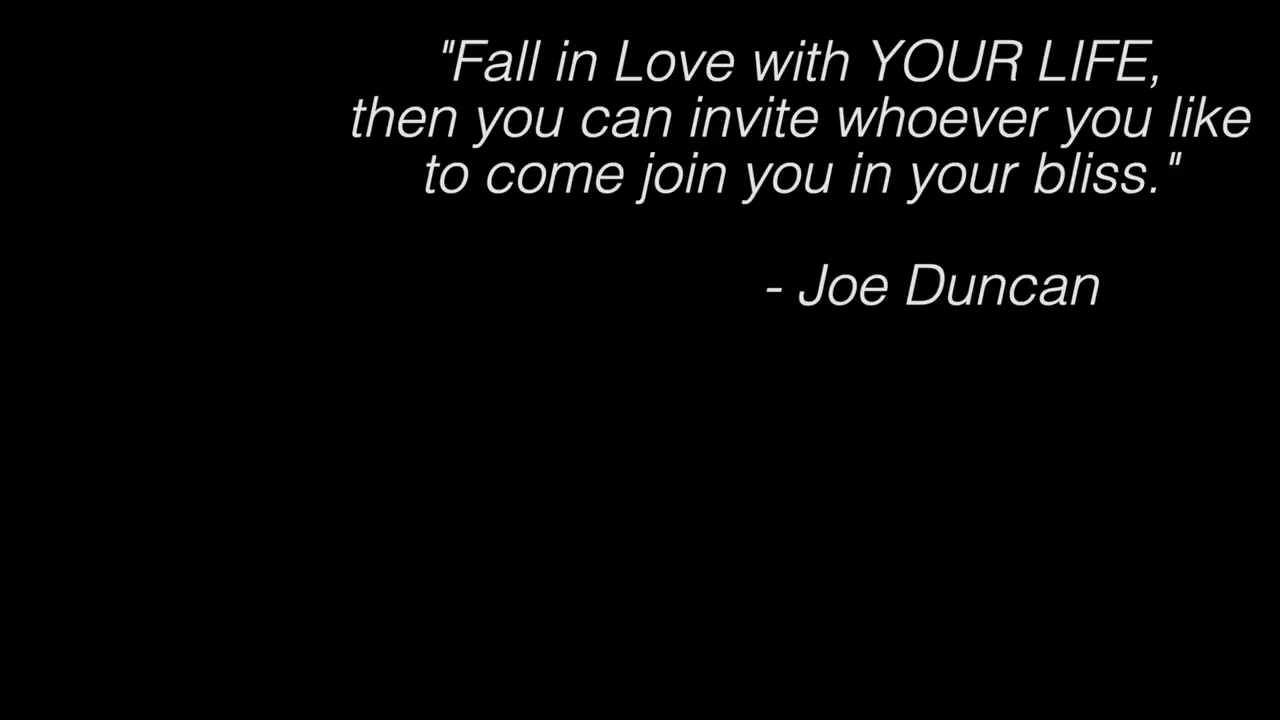 "Fall in Love with YOUR LIFE,
then you can invite whoever you like
to come join you in your bliss."
- Joe Duncan